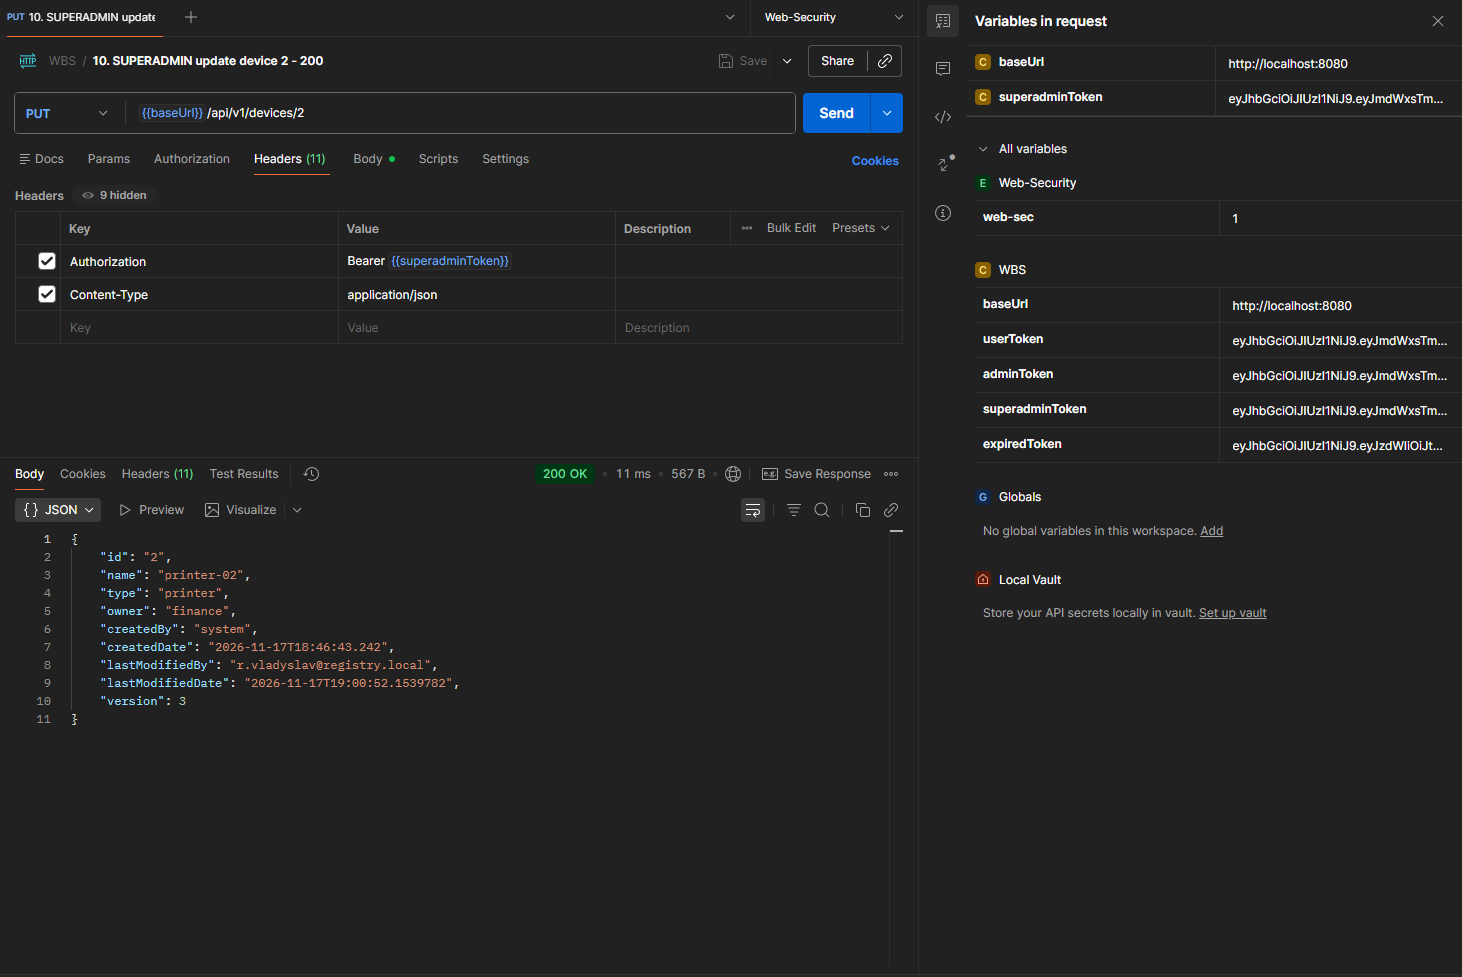 PUT 10. SUPERADMIN update
Web-Security
HTTP WBS / 10. SUPERADMIN update device 2 - 200
Save
Share
PUT
{{baseUrl}} /api/v1/devices/2
Send
Docs
Params
Authorization
Headers (11)
Body
Scripts
Settings
Cookies
Headers
9 hidden
Key
Value
Description
Bulk Edit
Presets
Authorization
Bearer {{superadminToken}}
Content-Type
application/json
Key
Value
Description
Body
Cookies
Headers (11)
Test Results
200 OK
11 ms
567 B
e.g. Save Response
{} JSON
Preview
Visualize
1 {
2 "id": "2",
3 "name": "printer-02",
4 "type": "printer",
5 "owner": "finance",
6 "createdBy": "system",
7 "createdDate": "2026-11-17T18:46:43.242",
8 "lastModifiedBy": "r.vladyslav@registry.local",
9 "lastModifiedDate": "2026-11-17T19:00:52.1539782",
10 "version": 3
11 }
Variables in request
C baseUrl
http://localhost:8080
C superadminToken
eyJhbGciOiJIUzI1NiJ9.eyJmdWxsTm...
All variables
E Web-Security
web-sec
1
C WBS
baseUrl
http://localhost:8080
userToken
eyJhbGciOiJIUzI1NiJ9.eyJmdWxsTm...
adminToken
eyJhbGciOiJIUzI1NiJ9.eyJmdWxsTm...
superadminToken
eyJhbGciOiJIUzI1NiJ9.eyJmdWxsTm...
expiredToken
eyJhbGciOiJIUzI1NiJ9.eyJzdWIiOiJt...
G Globals
No global variables in this workspace. Add
Local Vault
Store your API secrets locally in vault. Set up vault